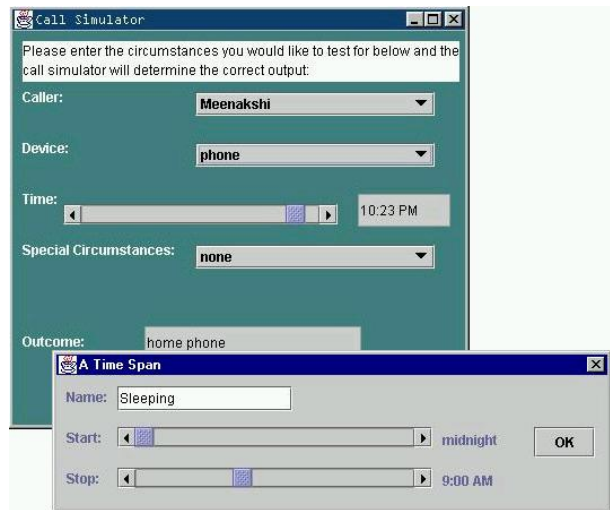 Call Simulator
Please enter the circumstances you would like to test for below and the
call simulator will determine the correct output:
Caller: Meenakshi
Device: phone
Time: 10:23 PM
Special Circumstances: none
Outcome: home phone
A Time Span
Name: Sleeping
Start: midnight OK
Stop: 9:00 AM